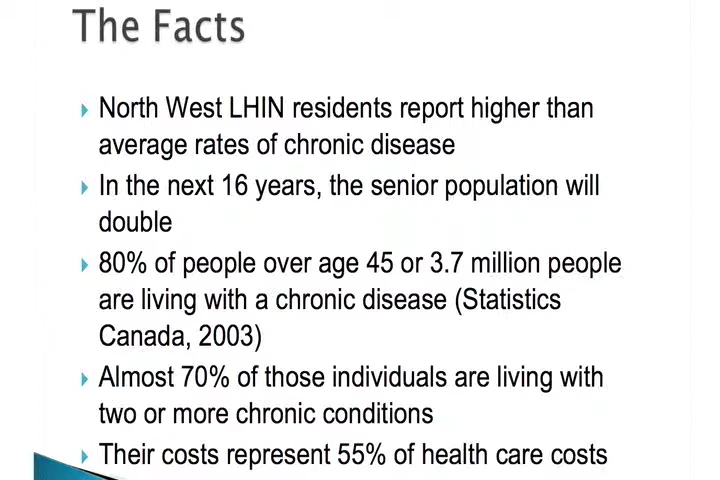 The Facts
North West LHIN residents report higher than
average rates of chronic disease
In the next 16 years, the senior population will
double
80% of people over age 45 or 3.7 million people
are living with a chronic disease (Statistics
Canada, 2003)
Almost 70% of those individuals are living with
two or more chronic conditions
Their costs represent 55% of health care costs